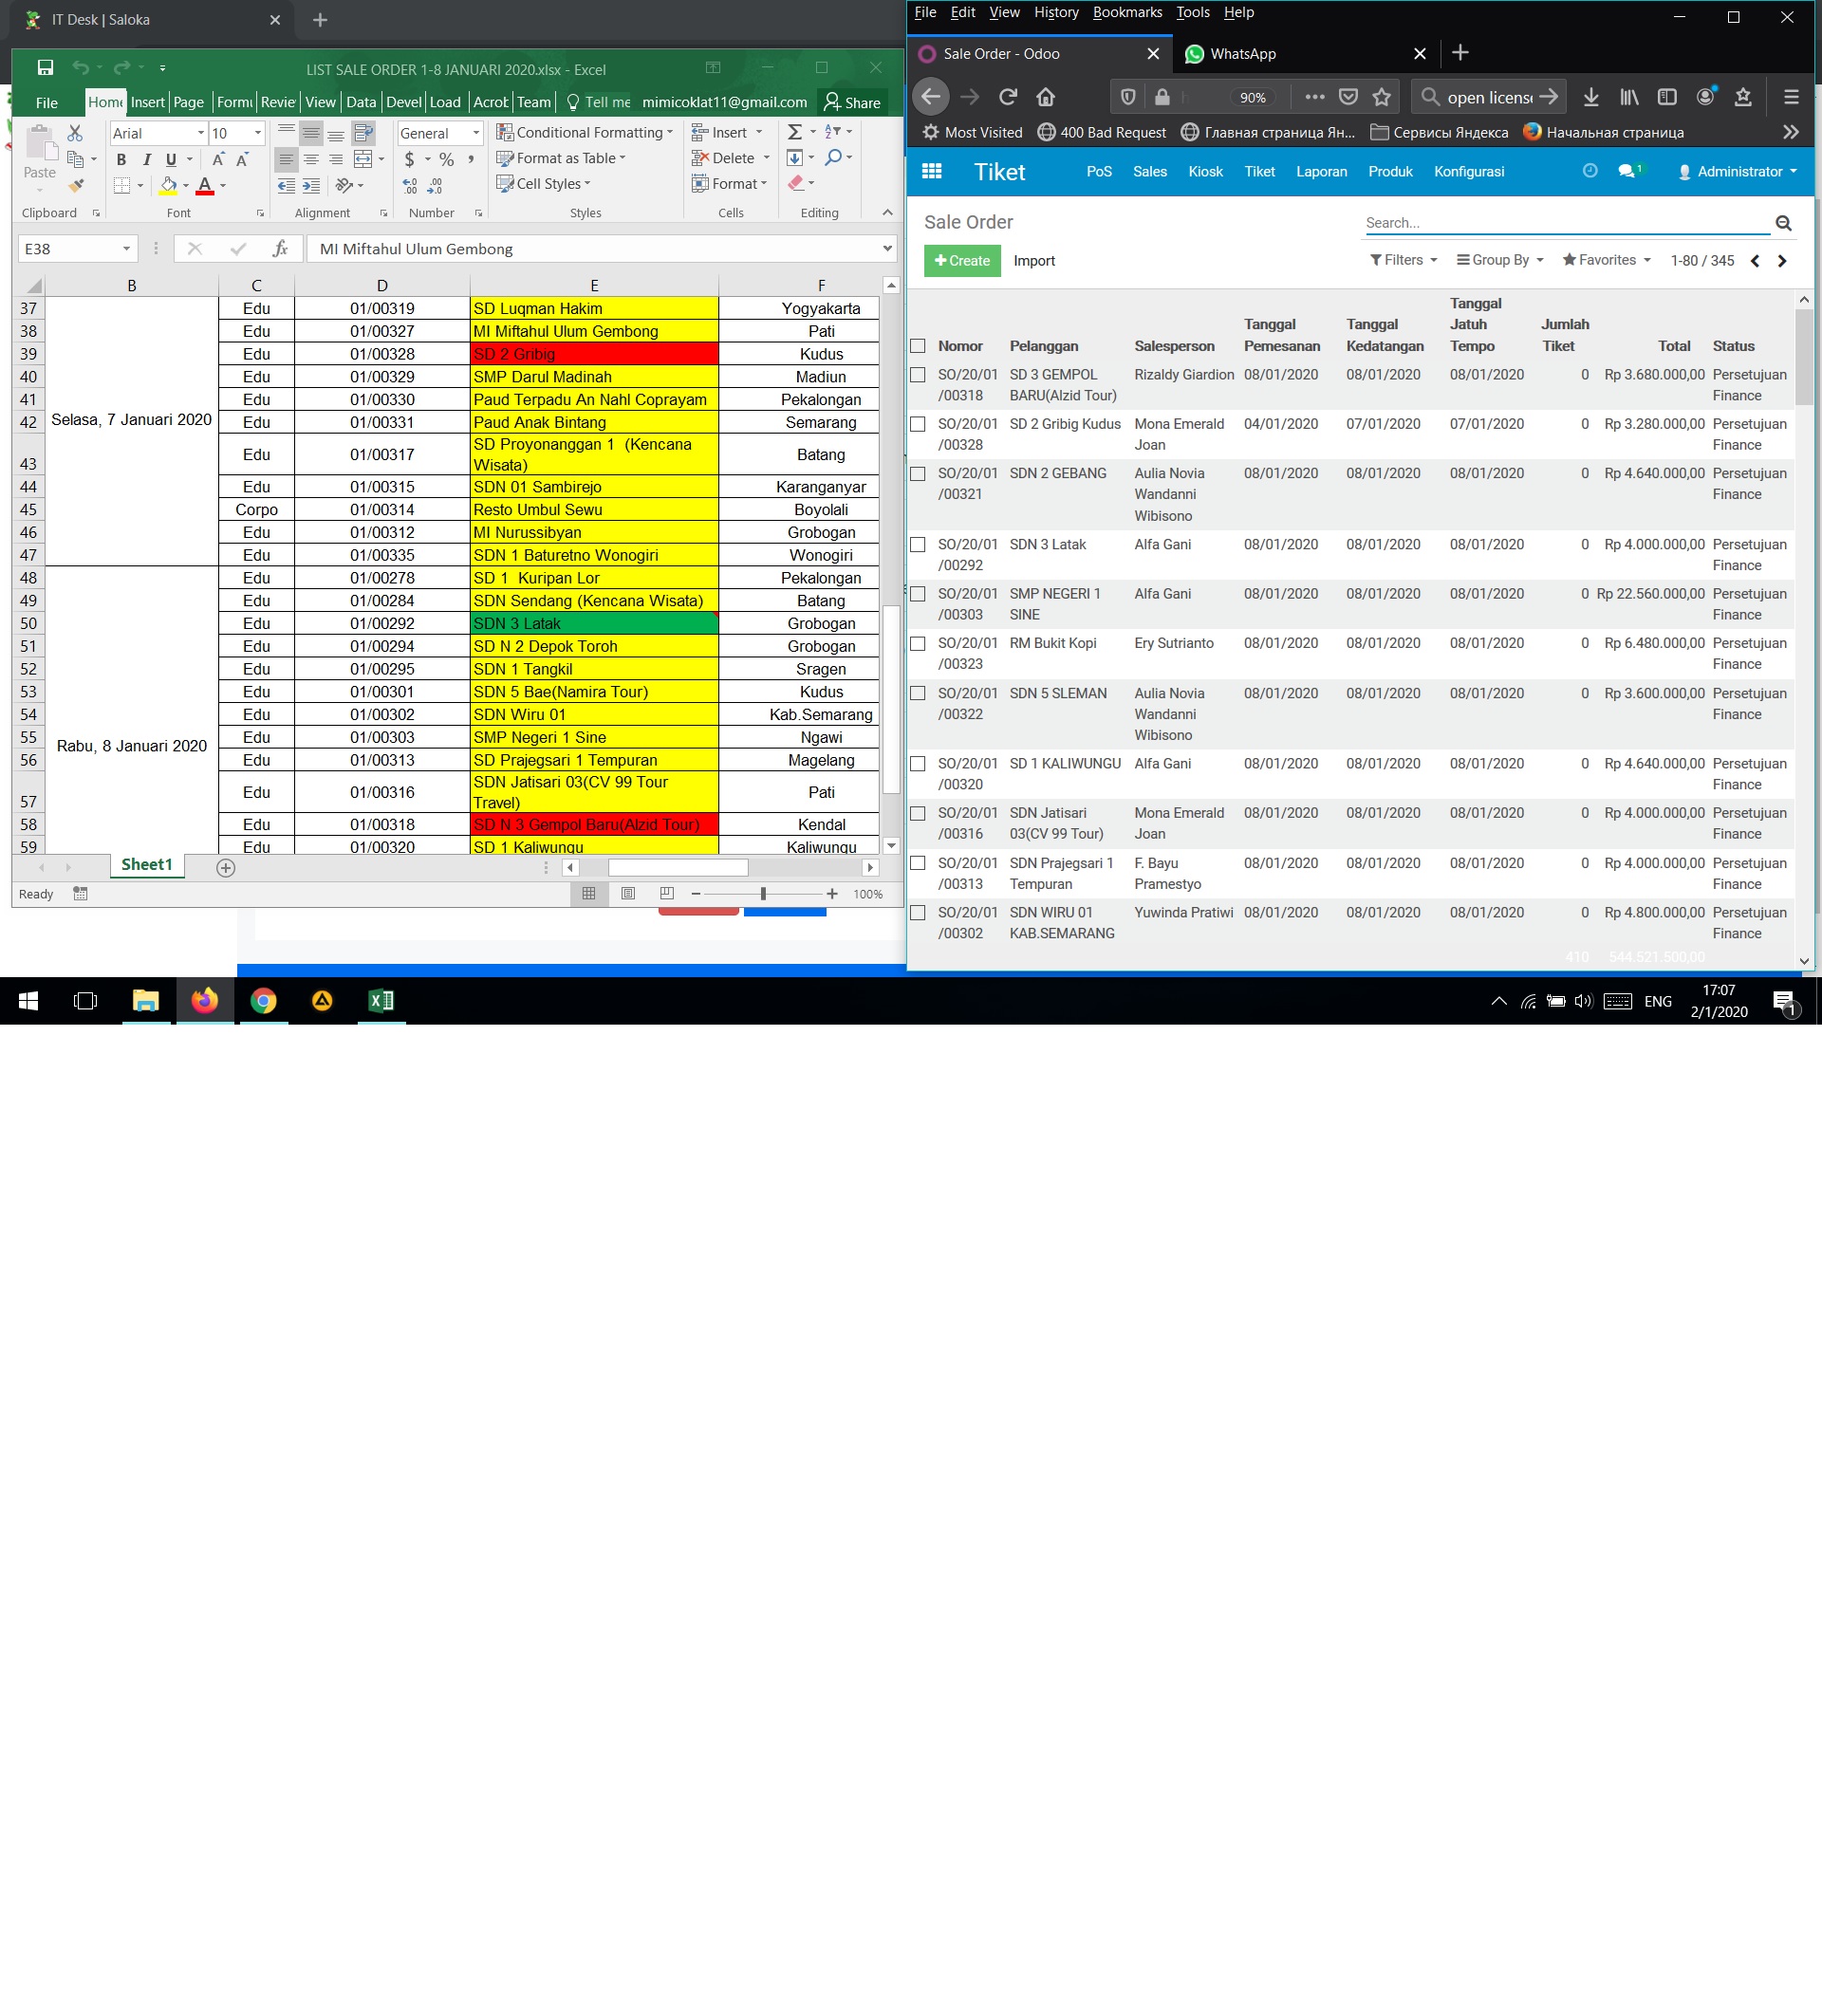 IT Desk | Saloka
LIST SALE ORDER 1-8 JANUARI 2020.xlsx - Excel
File Home Insert Page Formu Revie View Data Devel Load Acrob Team Tell me mimicoklat11@gmail.com Share
Paste
Arial 10
B I U A A
General
$ % ,
Conditional Formatting
Format as Table
Cell Styles
Insert
Delete
Format
Clipboard Font Alignment Number Styles Cells Editing
E38 fx MI Miftahul Ulum Gembong
B C D E F
37 Edu 01/00319 SD Luqman Hakim Yogyakarta
38 Edu 01/00327 MI Miftahul Ulum Gembong Pati
39 Edu 01/00328 SD 2 Gribig Kudus
40 Edu 01/00329 SMP Darul Madinah Madiun
41 Edu 01/00330 Paud Terpadu An Nahl Coprayam Pekalongan
42 Selasa, 7 Januari 2020 Edu 01/00331 Paud Anak Bintang Semarang
43 Edu 01/00317 SD Proyonanggan 1 (Kencana
Wisata) Batang
44 Edu 01/00315 SDN 01 Sambirejo Karanganyar
45 Corpo 01/00314 Resto Umbul Sewu Boyolali
46 Edu 01/00312 MI Nurussibyan Grobogan
47 Edu 01/00335 SDN 1 Baturetno Wonogiri Wonogiri
48 Edu 01/00278 SD 1 Kuripan Lor Pekalongan
49 Edu 01/00284 SDN Sendang (Kencana Wisata) Batang
50 Edu 01/00292 SDN 3 Latak Grobogan
51 Edu 01/00294 SD N 2 Depok Toroh Grobogan
52 Edu 01/00295 SDN 1 Tangkil Sragen
53 Edu 01/00301 SDN 5 Bae(Namira Tour) Kudus
54 Edu 01/00302 SDN Wiru 01 Kab.Semarang
55 Edu 01/00303 SMP Negeri 1 Sine Ngawi
56 Rabu, 8 Januari 2020 Edu 01/00313 SD Prajegsari 1 Tempuran Magelang
57 Edu 01/00316 SDN Jatisari 03(CV 99 Tour
Travel) Pati
58 Edu 01/00318 SD N 3 Gempol Baru(Alzid Tour) Kendal
59 Edu 01/00320 SD 1 Kaliwungu Kaliwungu
Sheet1
Ready 100%
File Edit View History Bookmarks Tools Help
Sale Order - Odoo WhatsApp
90% open licens
Most Visited 400 Bad Request Главная страница Ян... Сервисы Яндекса Начальная страница
Tiket PoS Sales Kiosk Tiket Laporan Produk Konfigurasi 1 Administrator
Sale Order Search...
Create Import Filters Group By Favorites 1-80 / 345
Nomor Pelanggan Salesperson Tanggal Pemesanan Tanggal Kedatangan Tanggal Jatuh Tempo Jumlah Tiket Total Status
SO/20/01 SD 3 GEMPOL Rizaldy Giardion 08/01/2020 08/01/2020 08/01/2020 0 Rp 3.680.000,00 Persetujuan
/00318 BARU(Alzid Tour) Finance
SO/20/01 SD 2 Gribig Kudus Mona Emerald 04/01/2020 07/01/2020 07/01/2020 0 Rp 3.280.000,00 Persetujuan
/00328 Joan Finance
SO/20/01 SDN 2 GEBANG Aulia Novia 08/01/2020 08/01/2020 08/01/2020 0 Rp 4.640.000,00 Persetujuan
/00321 Wandanni Finance
Wibisono
SO/20/01 SDN 3 Latak Alfa Gani 08/01/2020 08/01/2020 08/01/2020 0 Rp 4.000.000,00 Persetujuan
/00292 Finance
SO/20/01 SMP NEGERI 1 Alfa Gani 08/01/2020 08/01/2020 08/01/2020 0 Rp 22.560.000,00 Persetujuan
/00303 SINE Finance
SO/20/01 RM Bukit Kopi Ery Sutrianto 08/01/2020 08/01/2020 08/01/2020 0 Rp 6.480.000,00 Persetujuan
/00323 Finance
SO/20/01 SDN 5 SLEMAN Aulia Novia 08/01/2020 08/01/2020 08/01/2020 0 Rp 3.600.000,00 Persetujuan
/00322 Wandanni Finance
Wibisono
SO/20/01 SD 1 KALIWUNGU Alfa Gani 08/01/2020 08/01/2020 08/01/2020 0 Rp 4.640.000,00 Persetujuan
/00320 Finance
SO/20/01 SDN Jatisari Mona Emerald 08/01/2020 08/01/2020 08/01/2020 0 Rp 4.000.000,00 Persetujuan
/00316 03(CV 99 Tour) Joan Finance
SO/20/01 SDN Prajegsari 1 F. Bayu 08/01/2020 08/01/2020 08/01/2020 0 Rp 4.000.000,00 Persetujuan
/00313 Tempuran Pramestyo Finance
SO/20/01 SDN WIRU 01 Yuwinda Pratiwi 08/01/2020 08/01/2020 08/01/2020 0 Rp 4.800.000,00 Persetujuan
/00302 KAB.SEMARANG Finance
410 544.521.500,00
ENG 17:07
2/1/2020 1